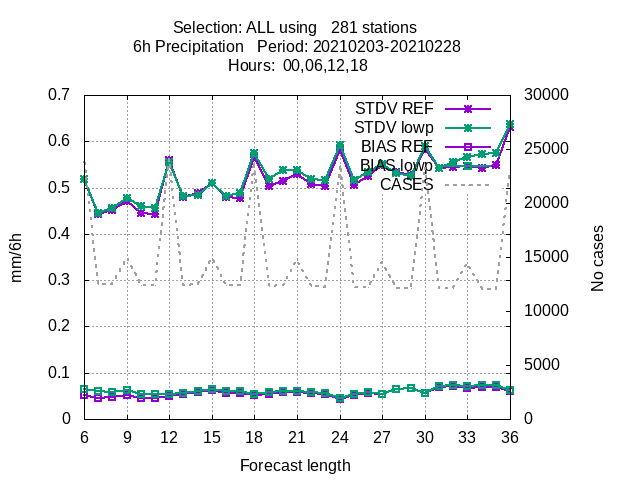 Selection: ALL using   281 stations
6h Precipitation   Period: 20210203-20210228
Hours:  00,06,12,18
0.7
0.6
0.5
0.4
0.3
0.2
0.1
0
mm/6h
30000
25000
20000
15000
10000
5000
0
No cases
STDV REF
STDV lowp
BIAS REF
BIAS lowp
CASES
6 9 12 15 18 21 24 27 30 33 36
Forecast length